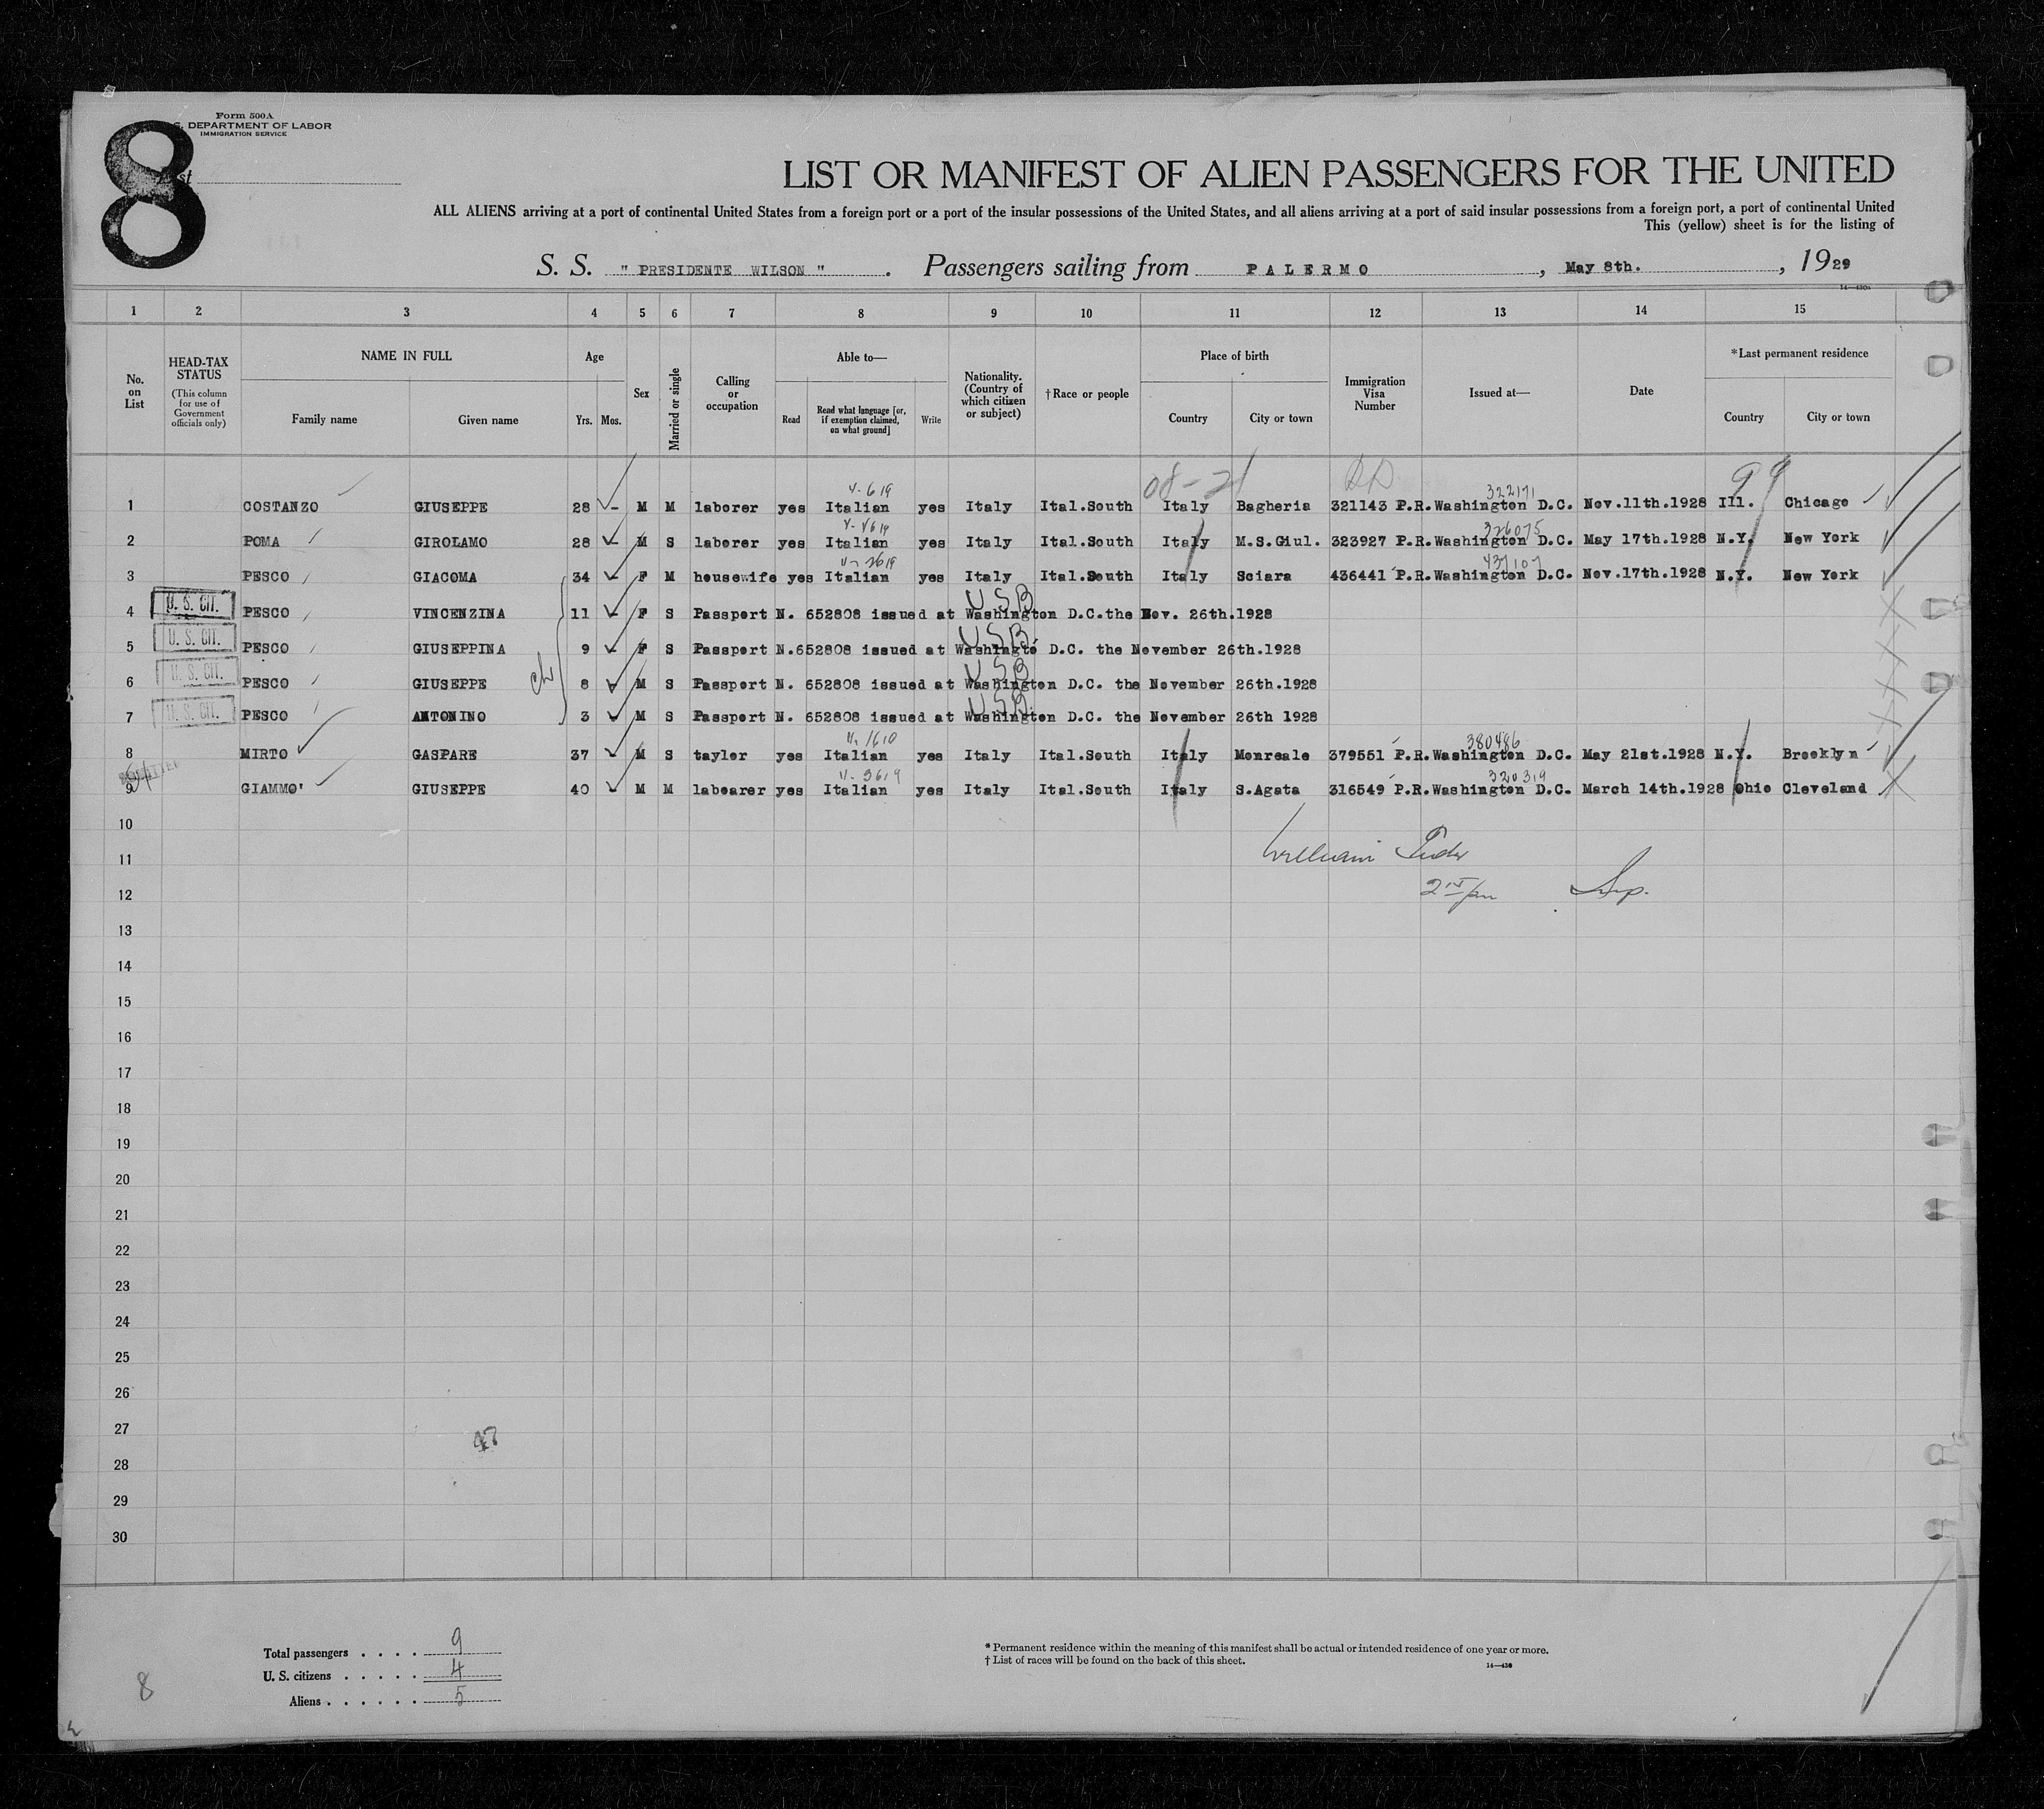 8
Form 500A
DEPARTMENT OF LABOR
IMMIGRATION SERVICE
LIST OR MANIFEST OF ALIEN PASSENGERS FOR THE UNITED
ALL ALIENS arriving at a port of continental United States from a foreign port or a port of the insular possessions of the United States, and all aliens arriving at a port of said insular possessions from a foreign port, a port of continental United
This (yellow) sheet is for the listing of
S. S. "PRESIDENTE WILSON". Passengers sailing from PALERMO, May 8th., 1929
1 2 3 4 5 6 7 8 9 10 11 12 13 14 15
No. on List
HEAD-TAX STATUS
(This column for use of Government officials only)
NAME IN FULL
Family name
Given name
Age
Yrs. Mos.
Sex
Married or single
Calling or occupation
Able to—
Read
Read what language [or, if exemption claimed, on what ground]
Write
Nationality. (Country of which citizen or subject)
† Race or people
Place of birth
Country
City or town
Immigration Visa Number
Issued at—
Date
* Last permanent residence
Country
City or town
08-21 99
322171
1 COSTANZO GIUSEPPE 28 - M M laborer yes Italian yes Italy Ital.South Italy Bagheria 321143 P.R. Washington D.C. Nov.11th.1928 Ill. Chicago
326075
2 POMA GIROLAMO 28 - M S laborer yes Italian yes Italy Ital.South Italy M.S.Giul. 323927 P.R. Washington D.C. May 17th.1928 N.Y. New York
437107
3 PESCO GIACOMA 34 - F M housewife yes Italian yes Italy Ital.South Italy Sciara 436441 P.R. Washington D.C. Nov.17th.1928 N.Y. New York
USB
4 U. S. CIT. PESCO VINCENZINA 11 - F S Passport N. 652808 issued at Washington D.C.the Nov. 26th.1928
USB
5 U. S. CIT. PESCO GIUSEPPINA 9 - F S Passport N.652808 issued at Washingto D.C. the November 26th.1928
USB
6 U. S. CIT. PESCO GIUSEPPE 8 - M S Passport N. 652808 issued at Washington D.C. the November 26th.1928
USB
7 U. S. CIT. PESCO ANTONINO 3 - M S Passport N. 652808 issued at Washington D.C. the November 26th 1928
380486
8 MIRTO GASPARE 37 - M S tayler yes Italian yes Italy Ital.South Italy Monreale 379551 P.R. Washington D.C. May 21st.1928 N.Y. Brooklyn
320319
9 GIAMMO' GIUSEPPE 40 - M M labearer yes Italian yes Italy Ital.South Italy S.Agata 316549 P.R. Washington D.C. March 14th.1928 Ohio Cleveland
10
11 William
12 Insp.
13
14
15
16
17
18
19
20
21
22
23
24
25
26
27
28
29
30
Total passengers . . . . 9
U. S. citizens . . . . . 4
Aliens . . . . . . 5
8
* Permanent residence within the meaning of this manifest shall be actual or intended residence of one year or more.
† List of races will be found on the back of this sheet.
14—430